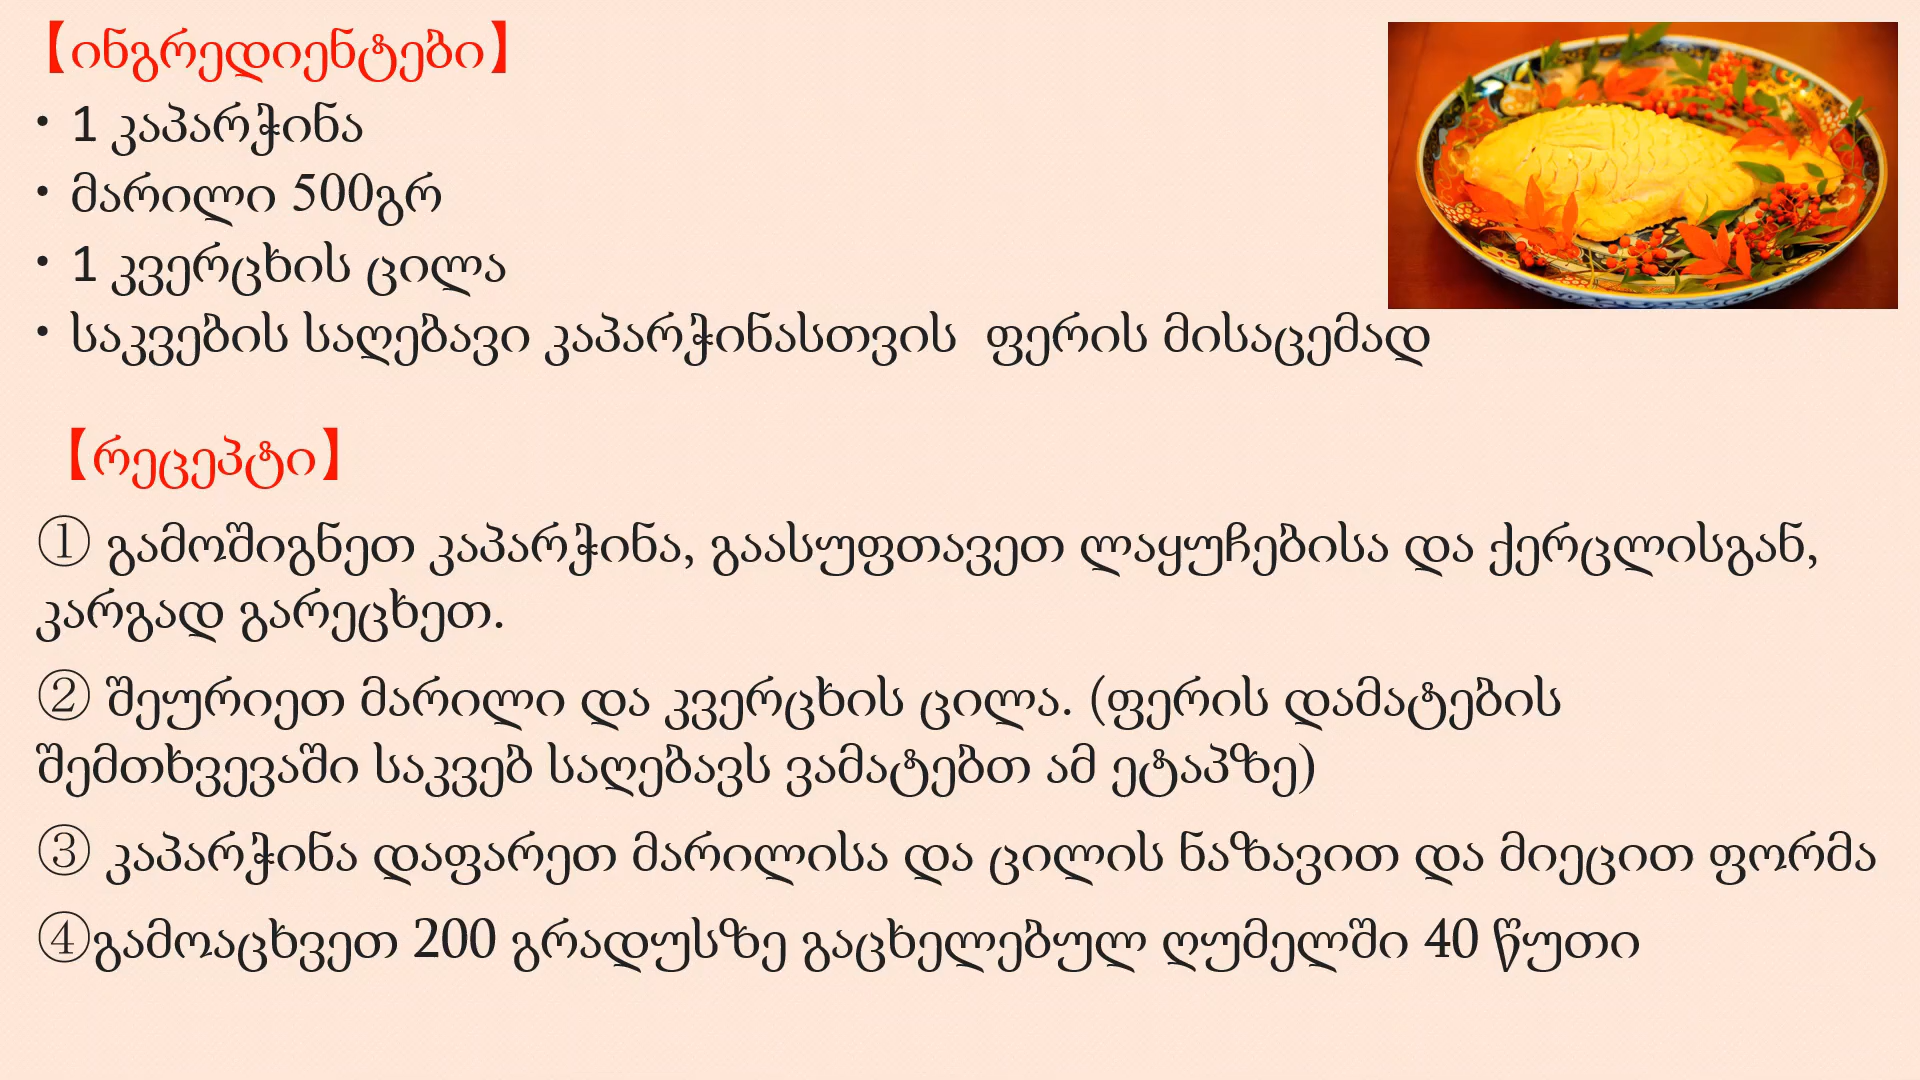 【ინგრედიენტები】
• 1 კაპარჭინა
• მარილი 500გრ
• 1 კვერცხის ცილა
• საკვების საღებავი კაპარჭინასთვის  ფერის მისაცემად
【რეცეპტი】
① გამოშიგნეთ კაპარჭინა, გაასუფთავეთ ლაყუჩებისა და ქერცლისგან,
კარგად გარეცხეთ.
② შეურიეთ მარილი და კვერცხის ცილა. (ფერის დამატების
შემთხვევაში საკვებ საღებავს ვამატებთ ამ ეტაპზე)
③ კაპარჭინა დაფარეთ მარილისა და ცილის ნაზავით და მიეცით ფორმა
④გამოაცხვეთ 200 გრადუსზე გაცხელებულ ღუმელში 40 წუთი